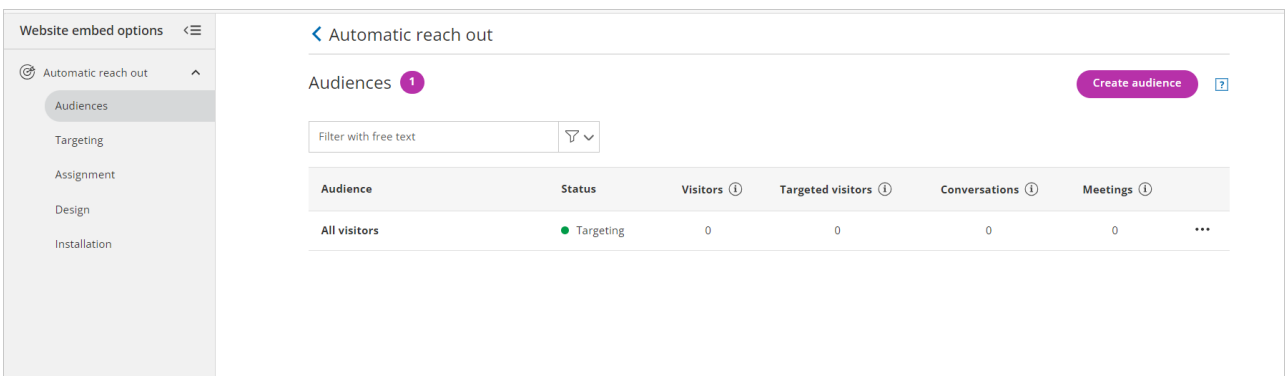 Website embed options
Automatic reach out
Audiences
Targeting
Assignment
Design
Installation
Automatic reach out
Audiences 1
Create audience ?
Filter with free text
Audience Status Visitors i Targeted visitors i Conversations i Meetings i
All visitors Targeting 0 0 0 0